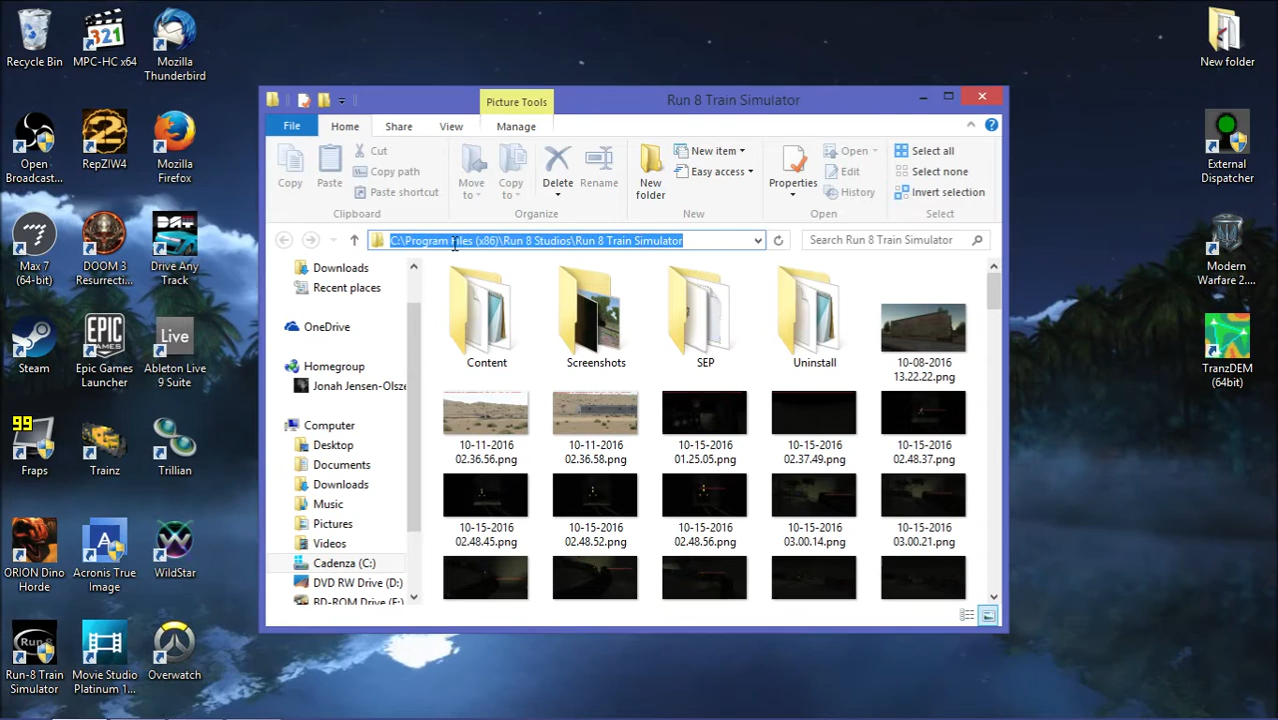 Recycle Bin
MPC-HC x64
Mozilla
Thunderbird
Open
Broadcast...
RepZIW4
Mozilla
Firefox
Max 7
(64-bit)
DOOM 3
Resurrecti...
Drive Any
Track
Steam
Epic Games
Launcher
Live
Ableton Live
9 Suite
99
Fraps
Trainz
Trillian
ORION Dino
Horde
Acronis True
Image
WildStar
Run-8
Run-8 Train
Simulator
Movie Studio
Platinum 1...
Overwatch
Picture Tools
Run 8 Train Simulator
File
Home
Share
View
Manage
Copy
Paste
Cut
Copy path
Paste shortcut
Clipboard
Move
to
Copy
to
Delete
Rename
Organize
New
folder
New item
Easy access
New
Properties
Open
Edit
History
Open
Select all
Select none
Invert selection
Select
C:\Program Files (x86)\Run 8 Studios\Run 8 Train Simulator
Search Run 8 Train Simulator
Downloads
Recent places
OneDrive
Homegroup
Jonah Jensen-Olsze
Computer
Desktop
Documents
Downloads
Music
Pictures
Videos
Cadenza (C:)
DVD RW Drive (D:)
BD-ROM Drive (E:)
Content
Screenshots
SEP
Uninstall
10-08-2016
13.22.22.png
10-11-2016
02.36.56.png
10-11-2016
02.36.58.png
10-15-2016
01.25.05.png
10-15-2016
02.37.49.png
10-15-2016
02.48.37.png
10-15-2016
02.48.45.png
10-15-2016
02.48.52.png
10-15-2016
02.48.56.png
10-15-2016
03.00.14.png
10-15-2016
03.00.21.png
New folder
External
Dispatcher
Modern
Warfare 2....
TranzDEM
(64bit)